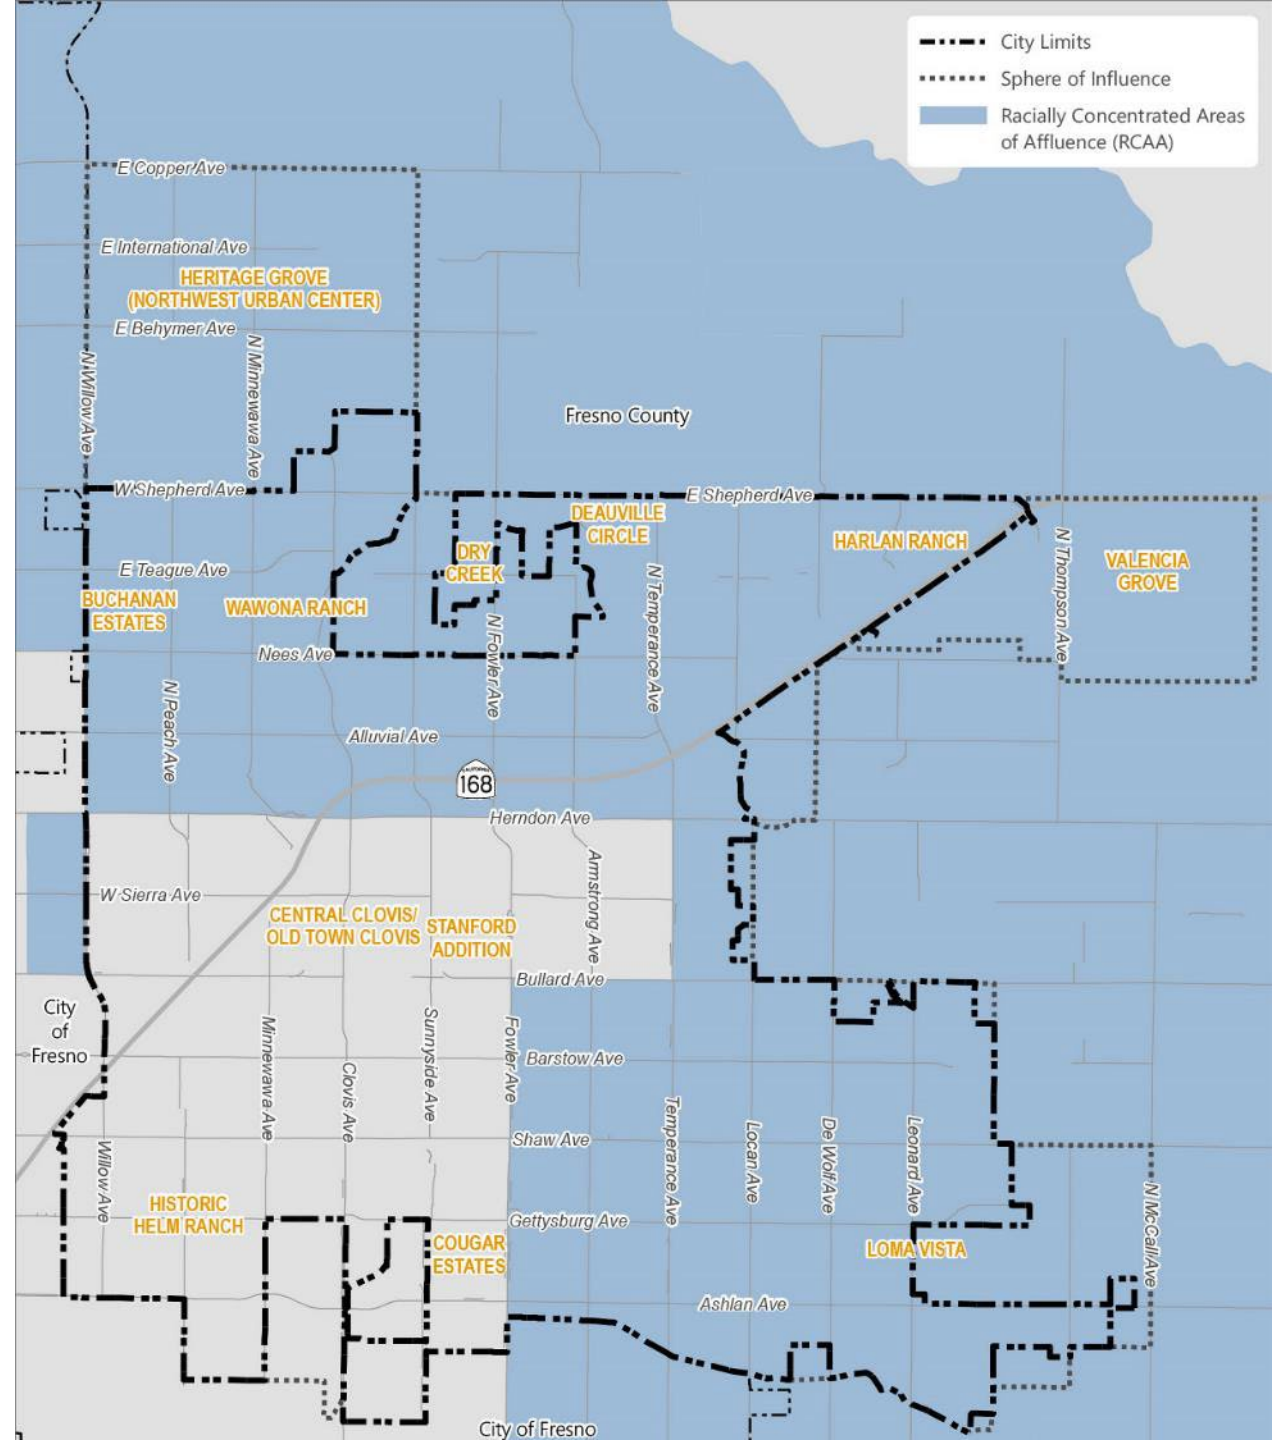 City Limits
Sphere of Influence
Racially Concentrated Areas
of Affluence (RCAA)
E Copper Ave
E International Ave
HERITAGE GROVE
(NORTHWEST URBAN CENTER)
E Behymer Ave
N Willow Ave
N Minnewawa Ave
Fresno County
W Shepherd Ave
E Shepherd Ave
DEAUVILLE
CIRCLE
HARLAN RANCH
DRY
CREEK
VALENCIA
GROVE
N Thompson Ave
E Teague Ave
BUCHANAN
ESTATES
WAWONA RANCH
N Temperance Ave
N Fowler Ave
Nees Ave
N Peach Ave
Alluvial Ave
CALIFORNIA
168
Herndon Ave
Armstrong Ave
W Sierra Ave
CENTRAL CLOVIS/
OLD TOWN CLOVIS
STANFORD
ADDITION
Bullard Ave
City
of
Fresno
Minnewawa Ave
Clovis Ave
Sunnyside Ave
Fowler Ave
Barstow Ave
Temperance Ave
Locan Ave
De Wolf Ave
Leonard Ave
Shaw Ave
Willow Ave
N McCall Ave
HISTORIC
HELM RANCH
Gettysburg Ave
COUGAR
ESTATES
LOMA VISTA
Ashlan Ave
City of Fresno